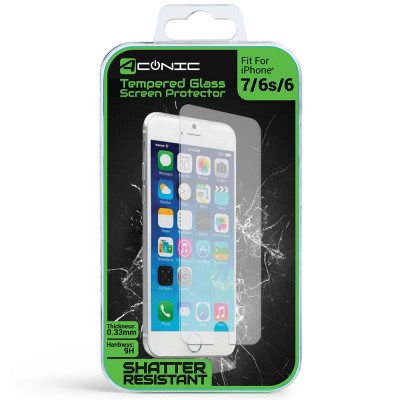 4CONIC
Tempered Glass
Screen Protector
Fit For
iPhone®
7/6s/6
Thickness:
0.33mm
Hardness:
9H
SHATTER
RESISTANT